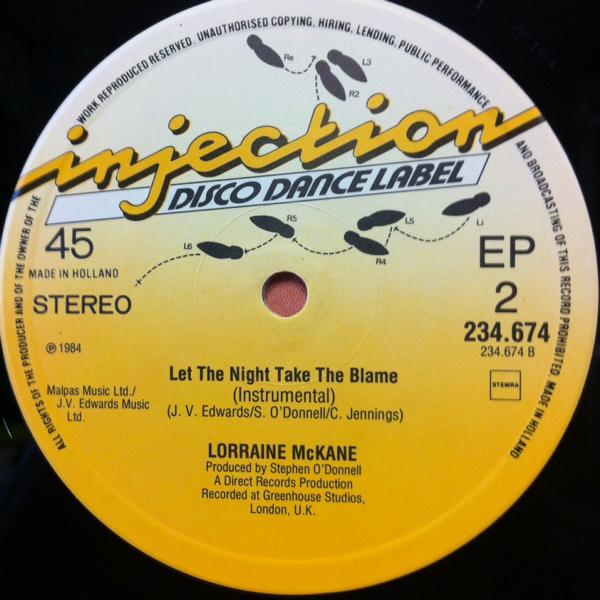 WORK REPRODUCED RESERVED. UNAUTHORISED COPYING, HIRING, LENDING, PUBLIC PERFORMANCE
AND BROADCASTING OF THIS RECORD PROHIBITED. MADE IN HOLLAND.
ALL RIGHTS OF THE PRODUCER AND OF THE OWNER OF THE
Re
L3
R2
injection
DISCO DANCE LABEL
R5
L5
Li
L6
R4
45
MADE IN HOLLAND
STEREO
EP
2
234.674
234.674 B
℗ 1984
STEMRA
Let The Night Take The Blame
(Instrumental)
(J. V. Edwards/S. O'Donnell/C. Jennings)
Malpas Music Ltd./
J.V. Edwards Music
Ltd.
LORRAINE McKANE
Produced by Stephen O'Donnell
A Direct Records Production
Recorded at Greenhouse Studios,
London, U.K.